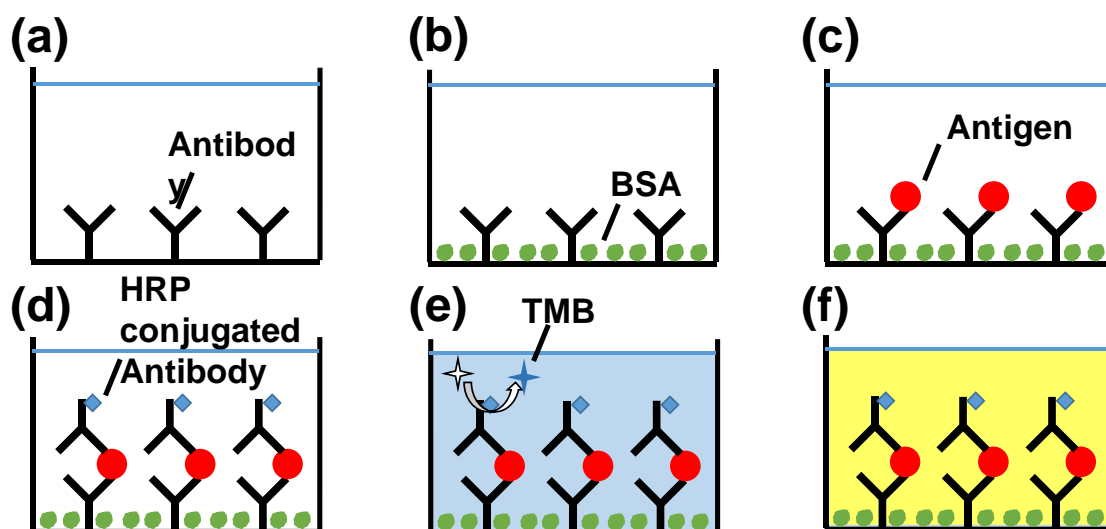 (a)
Antibod
y
(b)
BSA
(c)
Antigen
(d)
HRP
conjugated
Antibody
(e)
TMB
(f)